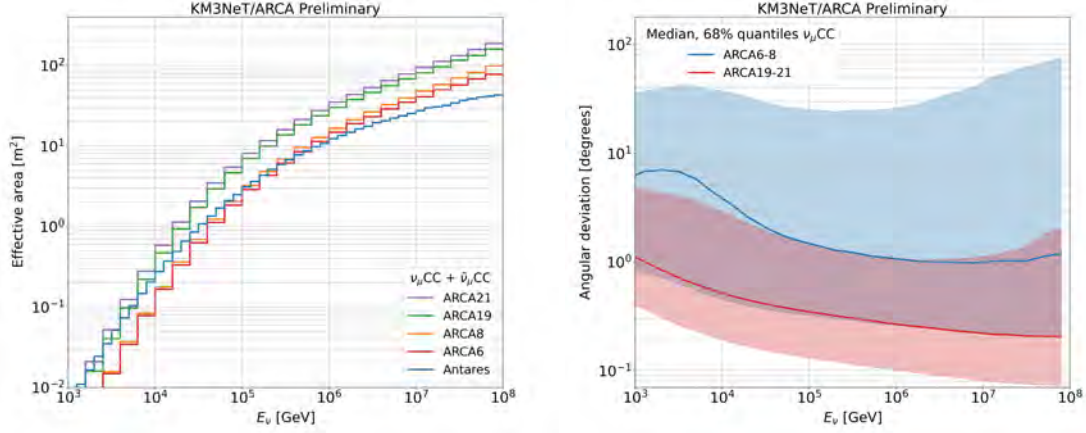 KM3NeT/ARCA Preliminary
Effective area [m²]
10²
10¹
10⁰
10⁻¹
10⁻²
νμCC + ν̄μCC
ARCA21
ARCA19
ARCA8
ARCA6
Antares
10³ 10⁴ 10⁵ 10⁶ 10⁷ 10⁸
Eν [GeV]
KM3NeT/ARCA Preliminary
Angular deviation [degrees]
10²
10¹
10⁰
10⁻¹
Median, 68% quantiles νμCC
ARCA6-8
ARCA19-21
10³ 10⁴ 10⁵ 10⁶ 10⁷ 10⁸
Eν [GeV]